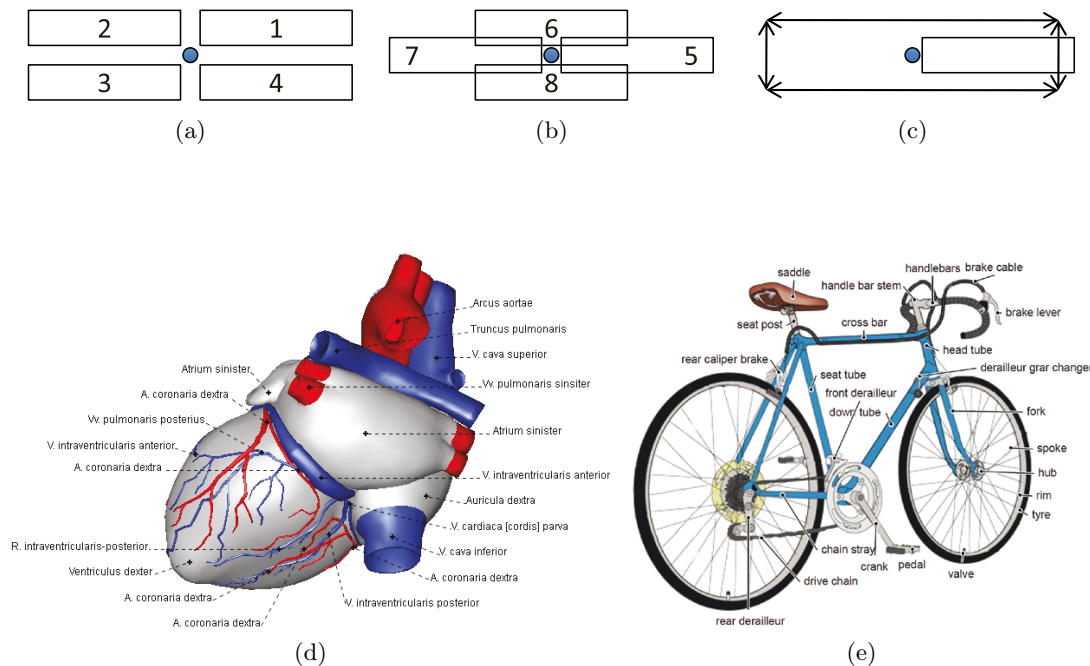 2 1
3 4
(a)
6
7 5
8
(b)
(c)
Arcus aortae
Truncus pulmonaris
V. cava superior
Atrium sinister
Vv. pulmonaris sinsiter
A. coronaria dextra
Vv. pulmonaris posterius
Atrium sinister
V. intraventricularis anterior
A. coronaria dextra
V. intraventricularis anterior
Auricula dextra
V. cardiaca [cordis] parva
R. intraventricularis-posterior
V. cava inferior
Ventriculus dexter
A. coronaria dextra
A. coronaria dextra
V. intraventricularis posterior
A. coronaria dextra
(d)
saddle
handlebars
brake cable
handle bar stem
brake lever
seat post
cross bar
head tube
rear caliper brake
seat tube
derailleur grar changer
front derailleur
down tube
fork
spoke
hub
rim
tyre
chain stray
crank
pedal
valve
drive chain
rear derailleur
(e)